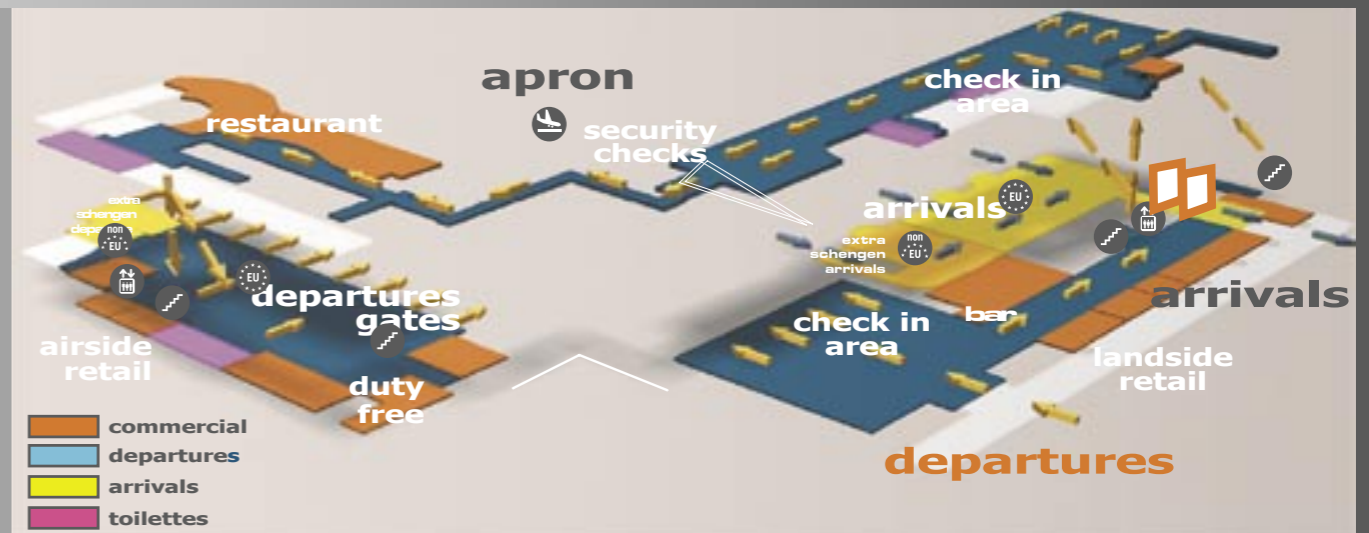 apron
restaurant
security
checks
check in
area
arrivals
EU
extra
schengen
arrivals
non
EU
extra
schengen
non
EU
EU
departures
gates
airside
retail
duty
free
check in
area
bar
arrivals
landside
retail
departures
commercial
departures
arrivals
toilettes